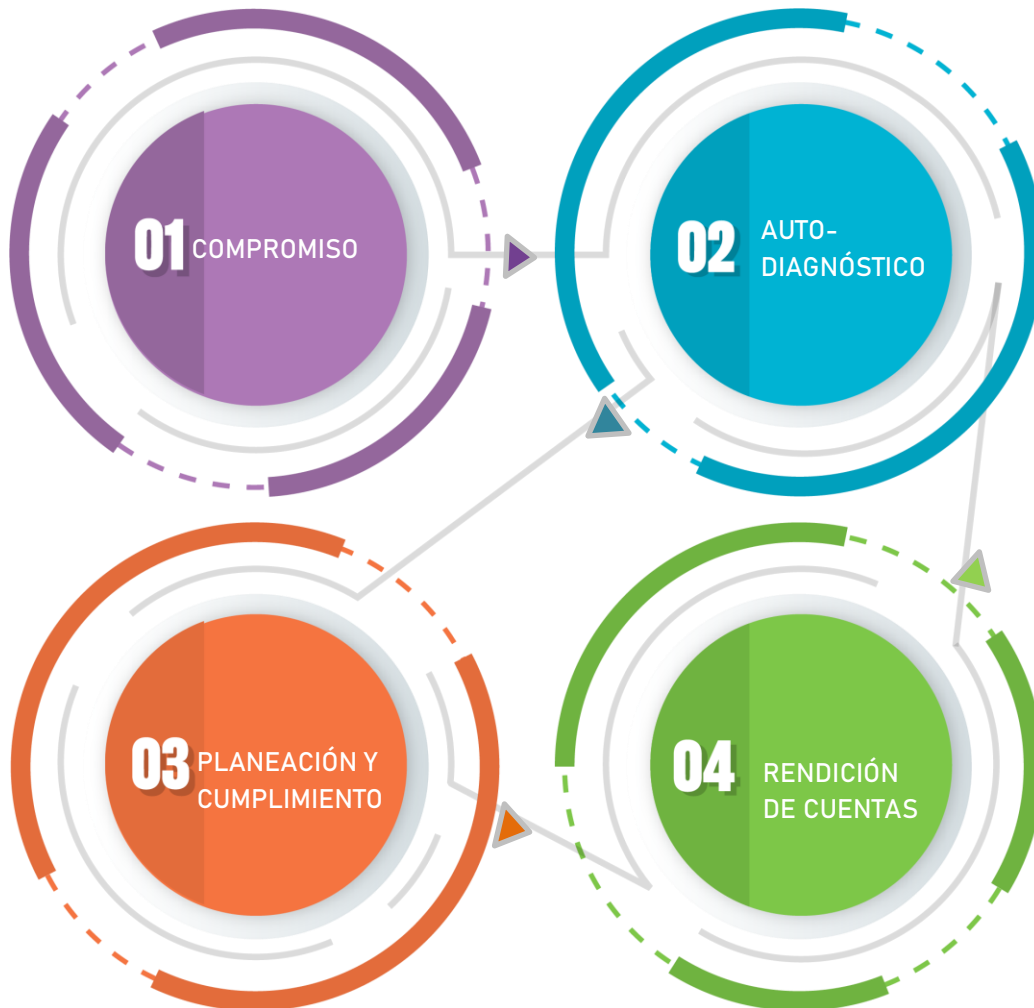 01 COMPROMISO
02 AUTO-
DIAGNÓSTICO
03 PLANEACIÓN Y
CUMPLIMIENTO
04 RENDICIÓN
DE CUENTAS